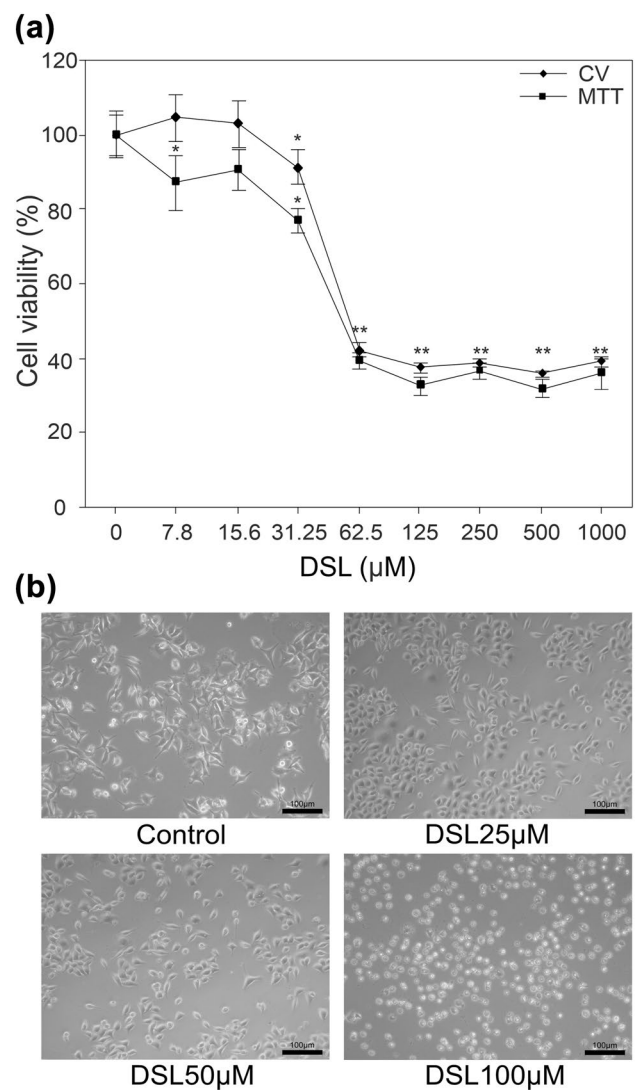 (a)
120
100
80
60
40
20
0
Cell viability (%)
CV
MTT
*
*
*
**
**
**
**
**
0 7.8 15.6 31.25 62.5 125 250 500 1000
DSL (μM)
(b)
100μm
100μm
Control DSL25μM
100μm
100μm
DSL50μM DSL100μM